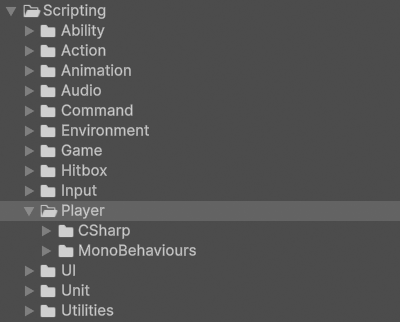 Scripting
Ability
Action
Animation
Audio
Command
Environment
Game
Hitbox
Input
Player
CSharp
MonoBehaviours
UI
Unit
Utilities